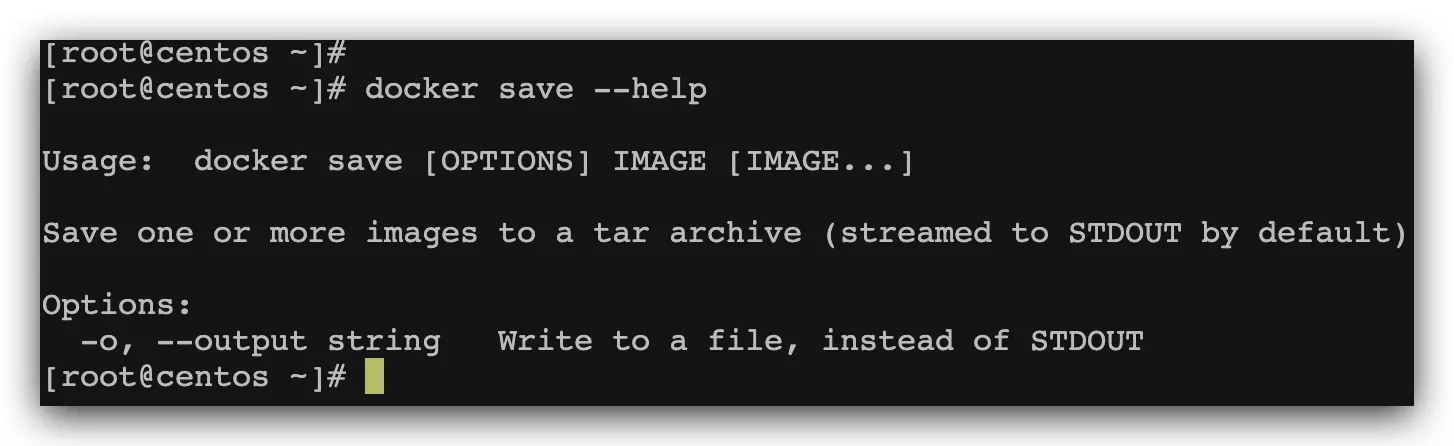 [root@centos ~]#
[root@centos ~]# docker save --help
Usage:  docker save [OPTIONS] IMAGE [IMAGE...]
Save one or more images to a tar archive (streamed to STDOUT by default)
Options:
  -o, --output string   Write to a file, instead of STDOUT
[root@centos ~]#